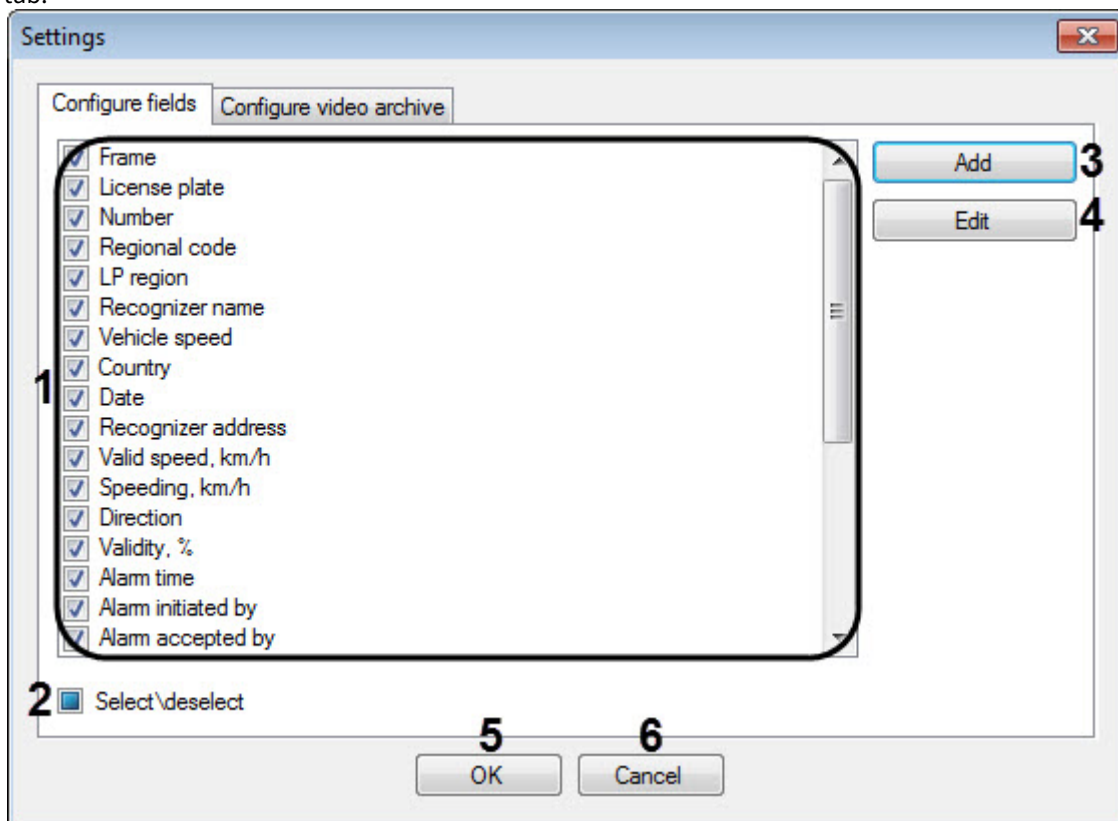 tab.
Settings
Configure fields Configure video archive
Frame
License plate
Number
Regional code
LP region
Recognizer name
Vehicle speed
Country
Date
Recognizer address
Valid speed, km/h
Speeding, km/h
Direction
Validity, %
Alarm time
Alarm initiated by
Alarm accepted by
1
Add 3
Edit 4
2 Select\deselect
5 6
OK Cancel